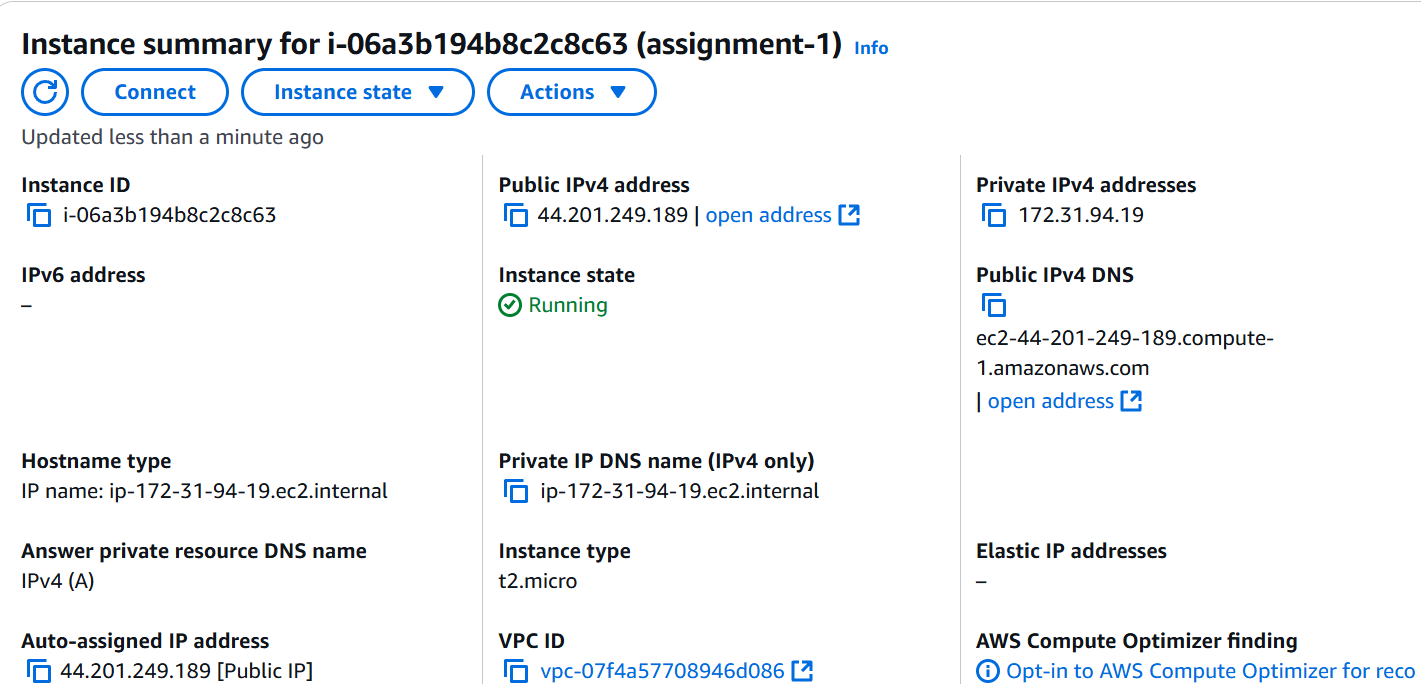 Instance summary for i-06a3b194b8c2c8c63 (assignment-1) Info
Connect
Instance state
Actions
Updated less than a minute ago
Instance ID
i-06a3b194b8c2c8c63
Public IPv4 address
44.201.249.189 | open address
Private IPv4 addresses
172.31.94.19
IPv6 address
–
Instance state
Running
Public IPv4 DNS
ec2-44-201-249-189.compute-
1.amazonaws.com
| open address
Hostname type
IP name: ip-172-31-94-19.ec2.internal
Private IP DNS name (IPv4 only)
ip-172-31-94-19.ec2.internal
Answer private resource DNS name
IPv4 (A)
Instance type
t2.micro
Elastic IP addresses
–
Auto-assigned IP address
44.201.249.189 [Public IP]
VPC ID
vpc-07f4a57708946d086
AWS Compute Optimizer finding
Opt-in to AWS Compute Optimizer for reco